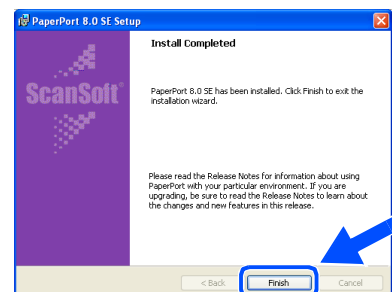 PaperPort 8.0 SE Setup
Install Completed
ScanSoft®
PaperPort 8.0 SE has been installed. Click Finish to exit the
installation wizard.
Please read the Release Notes for information about using
PaperPort with your particular environment. If you are
upgrading, be sure to read the Release Notes to learn about
the changes and new features in this release.
< Back
Finish
Cancel